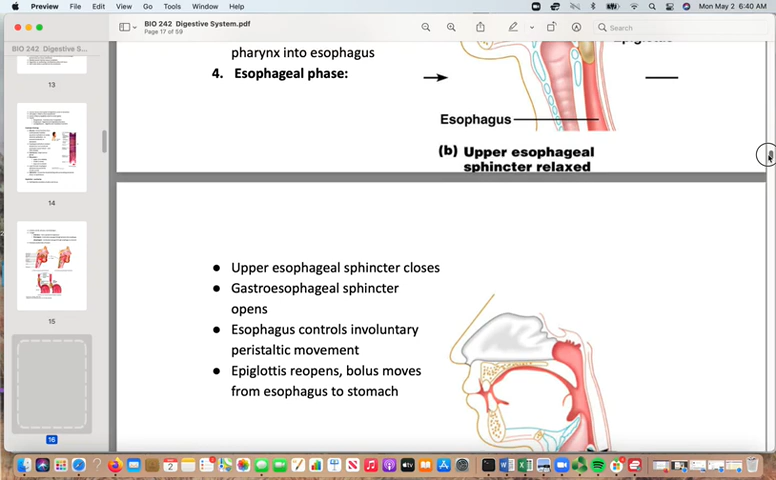 Preview File Edit View Go Tools Window Help Mon May 2 6:40 AM
BIO 242 Digestive System.pdf
Page 17 of 59
Search
BIO 242 Digestive S...
13
14
15
16
pharynx into esophagus
4. Esophageal phase:
Esophagus
(b) Upper esophageal
sphincter relaxed
● Upper esophageal sphincter closes
● Gastroesophageal sphincter
opens
● Esophagus controls involuntary
peristaltic movement
● Epiglottis reopens, bolus moves
from esophagus to stomach